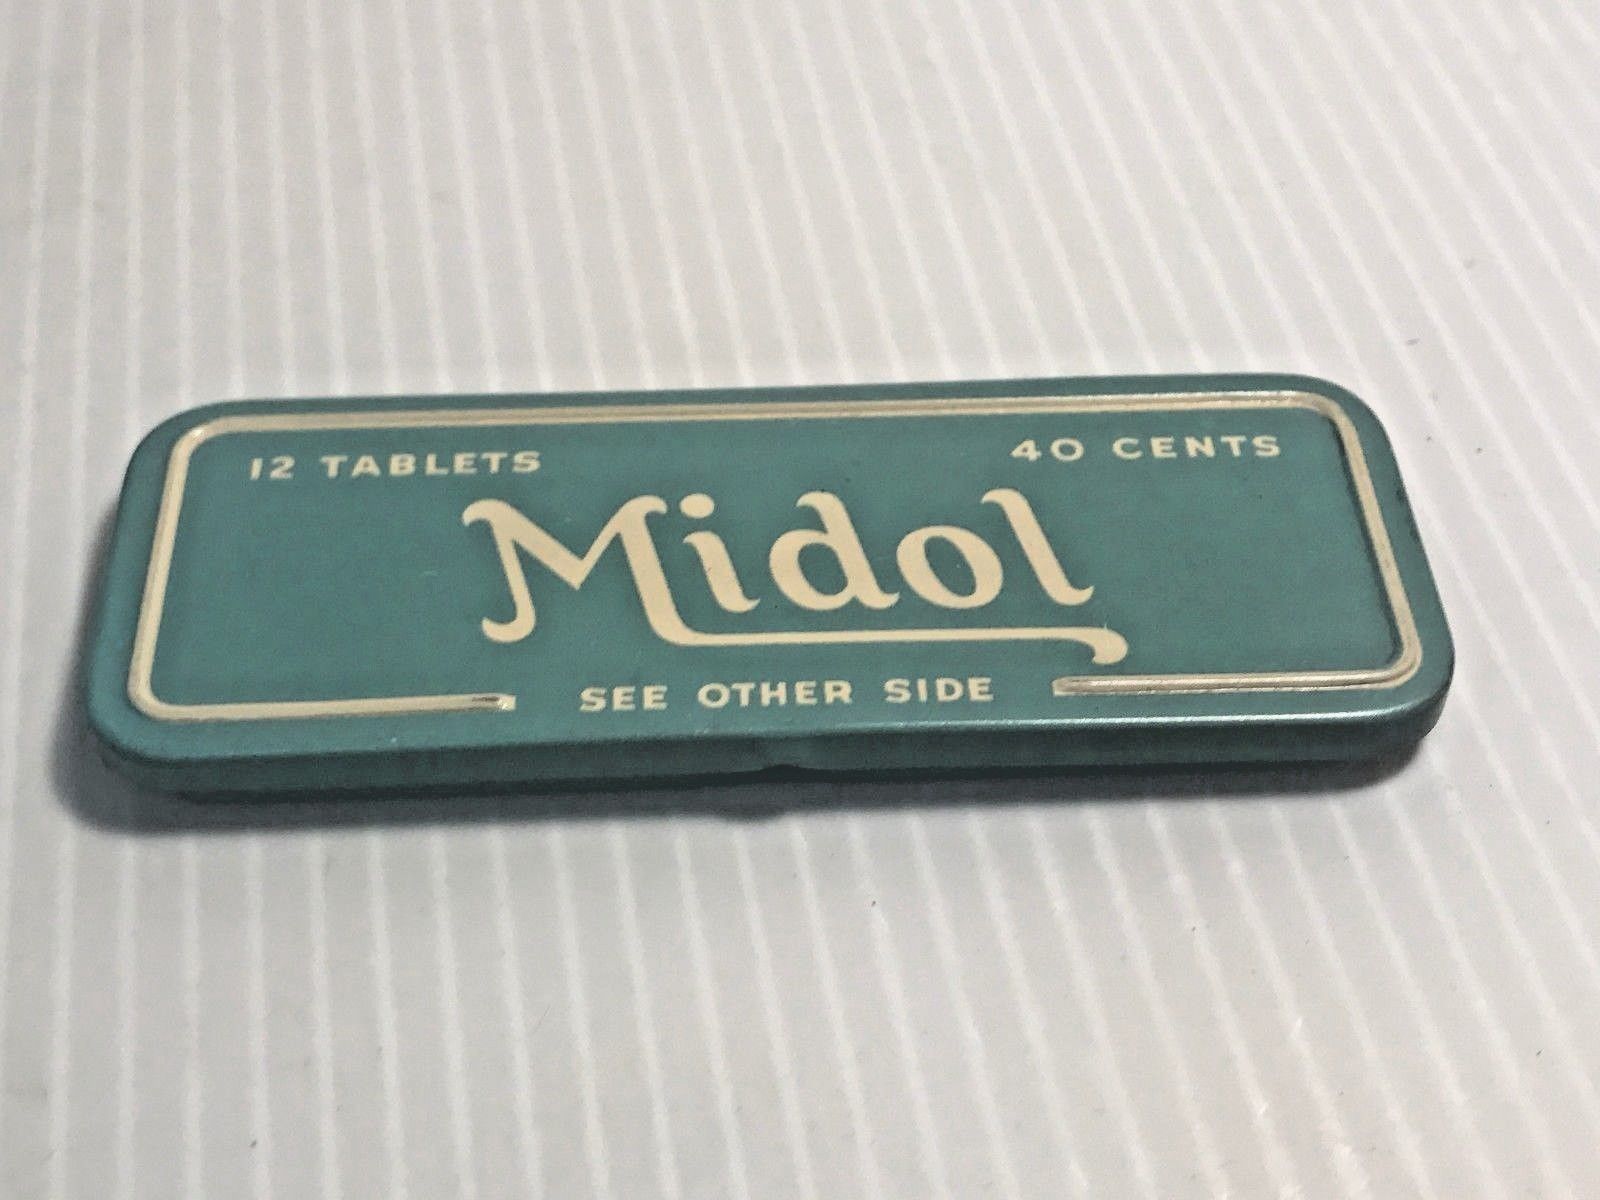 12 TABLETS 40 CENTS
Midol
SEE OTHER SIDE